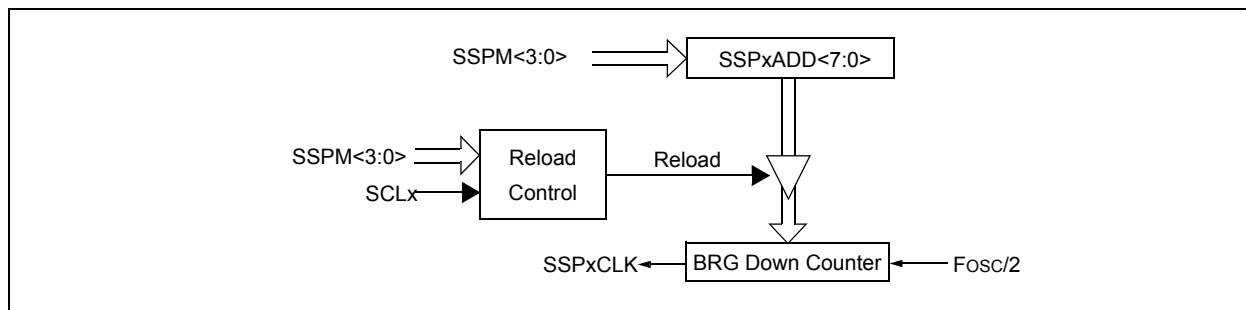 SSPM<3:0>
SSPxADD<7:0>
SSPM<3:0>
SCLx
Reload
Control
Reload
SSPxCLK
BRG Down Counter
FOSC/2